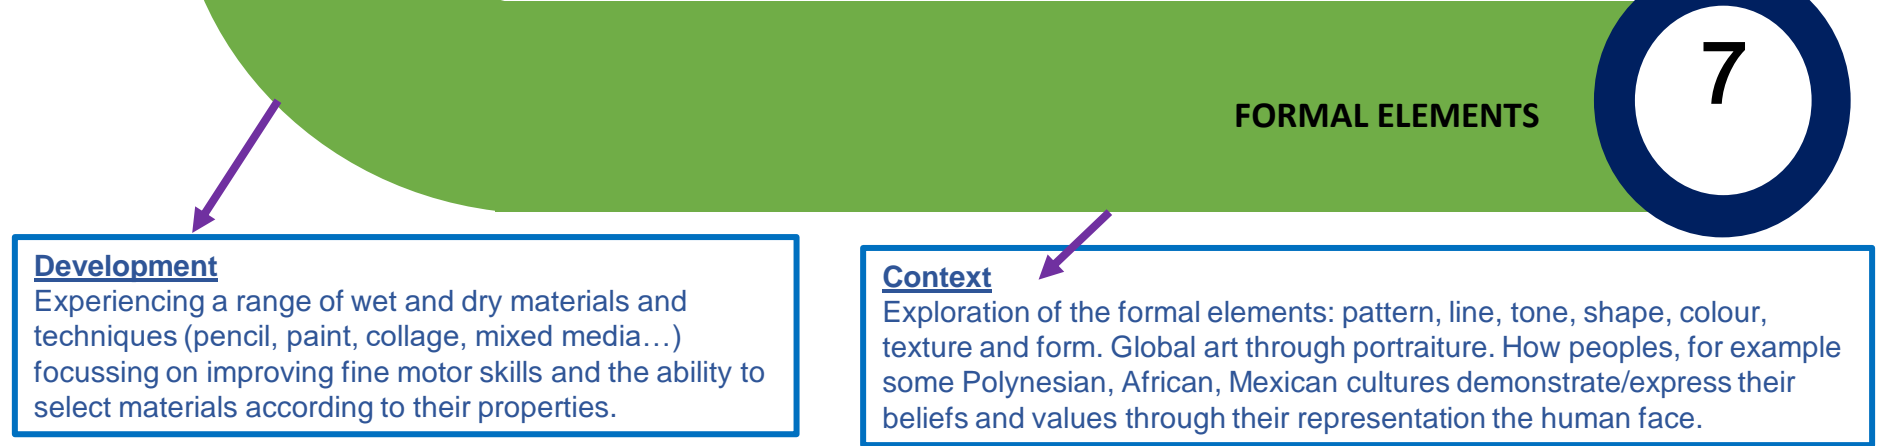 7
FORMAL ELEMENTS
Development
Experiencing a range of wet and dry materials and
techniques (pencil, paint, collage, mixed media…)
focussing on improving fine motor skills and the ability to
select materials according to their properties.
Context
Exploration of the formal elements: pattern, line, tone, shape, colour,
texture and form. Global art through portraiture. How peoples, for example
some Polynesian, African, Mexican cultures demonstrate/express their
beliefs and values through their representation the human face.